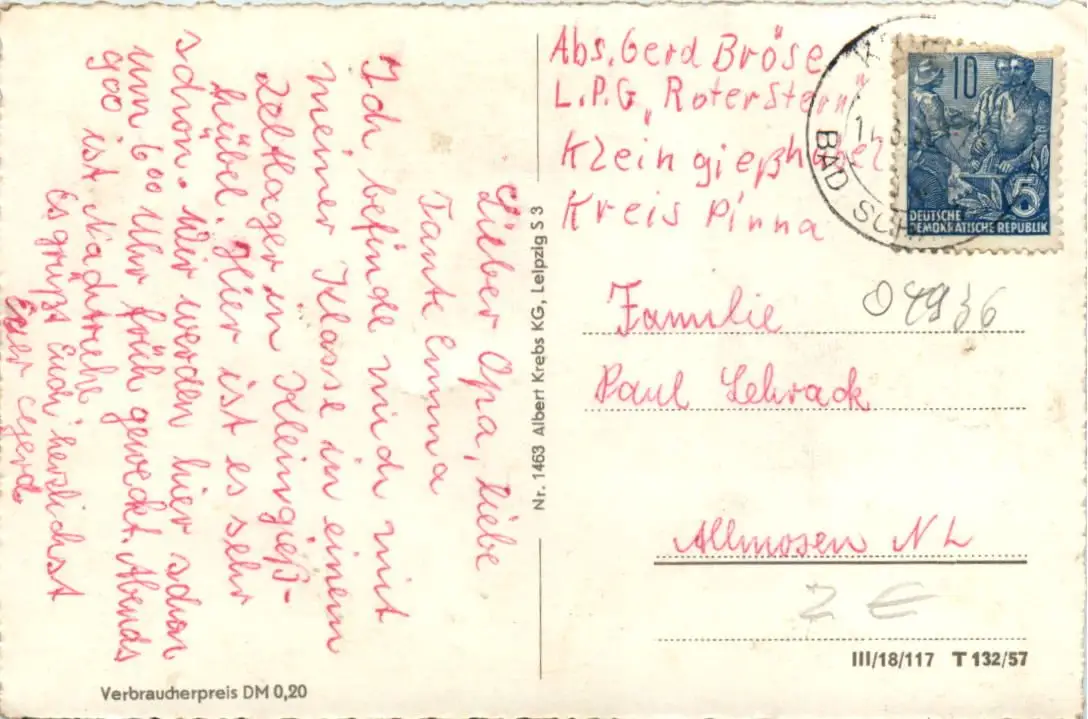 Lieber Opa, Liebe
Tante Emma
Ich befinde mich mit
meiner Klasse in einem
Zeltlager in Kleingieß-
hübel. Hier ist es sehr
schön. Wir werden hier schon
um 6⁰⁰ Uhr früh geweckt. Abends
9⁰⁰ ist Nachtruhe
Es grüßt Euch herzlichst
Euer Gerd.
Verbraucherpreis DM 0,20
Nr. 1463 Albert Krebs KG, Leipzig S 3
Abs. Gerd Bröse
L.P.G „Roter Stern"
Kleingießhübel
Kreis Pirna
10
5
DEUTSCHE
DEMOKRATISCHE REPUBLIK
BAD
Familie
04936
Paul Schrack
Allmosen NL
2 €
III/18/117 T 132/57